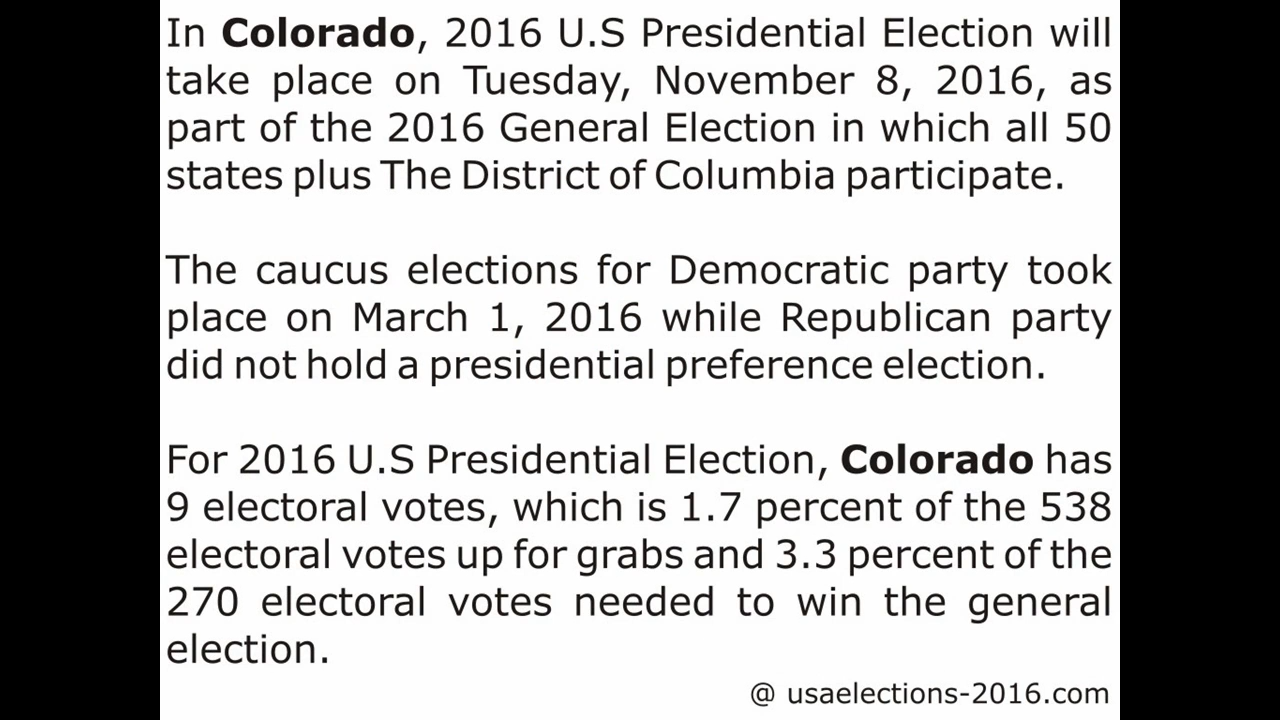 In Colorado, 2016 U.S Presidential Election will
take place on Tuesday, November 8, 2016, as
part of the 2016 General Election in which all 50
states plus The District of Columbia participate.
The caucus elections for Democratic party took
place on March 1, 2016 while Republican party
did not hold a presidential preference election.
For 2016 U.S Presidential Election, Colorado has
9 electoral votes, which is 1.7 percent of the 538
electoral votes up for grabs and 3.3 percent of the
270 electoral votes needed to win the general
election.
@ usaelections-2016.com